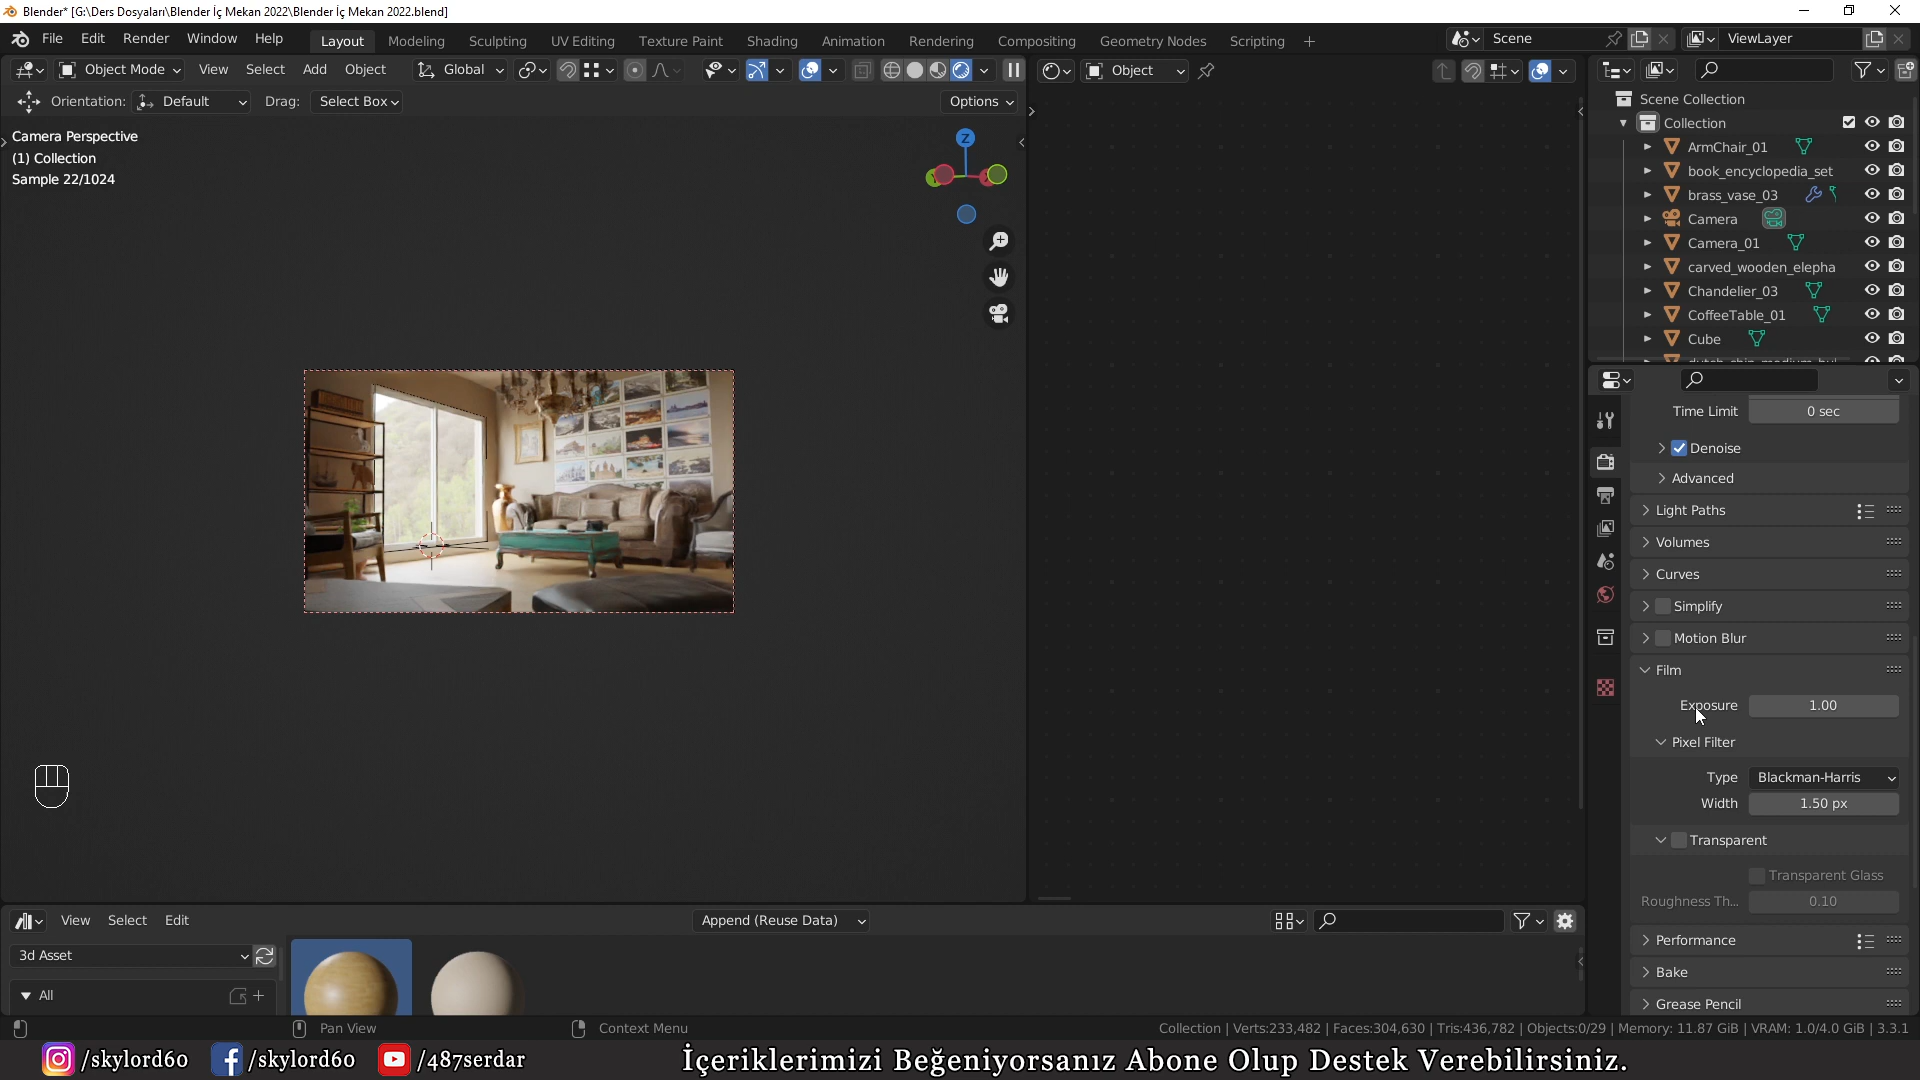 Blender* [G:\Ders Dosyaları\Blender İç Mekan 2022\Blender İç Mekan 2022.blend]
File Edit Render Window Help Layout Modeling Sculpting UV Editing Texture Paint Shading Animation Rendering Compositing Geometry Nodes Scripting + Scene ViewLayer
Object Mode View Select Add Object Global Object
Orientation: Default Drag: Select Box Options
Camera Perspective
(1) Collection
Sample 22/1024
Z
Scene Collection
Collection
ArmChair_01
book_encyclopedia_set
brass_vase_03
Camera
Camera_01
carved_wooden_elepha
Chandelier_03
CoffeeTable_01
Cube
Time Limit 0 sec
Denoise
Advanced
Light Paths
Volumes
Curves
Simplify
Motion Blur
Film
Exposure 1.00
Pixel Filter
Type Blackman-Harris
Width 1.50 px
Transparent
Transparent Glass
Roughness Th... 0.10
Performance
Bake
Grease Pencil
View Select Edit Append (Reuse Data)
3d Asset
All
Pan View Context Menu Collection | Verts:233,482 | Faces:304,630 | Tris:436,782 | Objects:0/29 | Memory: 11.87 GiB | VRAM: 1.0/4.0 GiB | 3.3.1
/skylord60 /skylord60 /487serdar İçeriklerimizi Beğeniyorsanız Abone Olup Destek Verebilirsiniz.